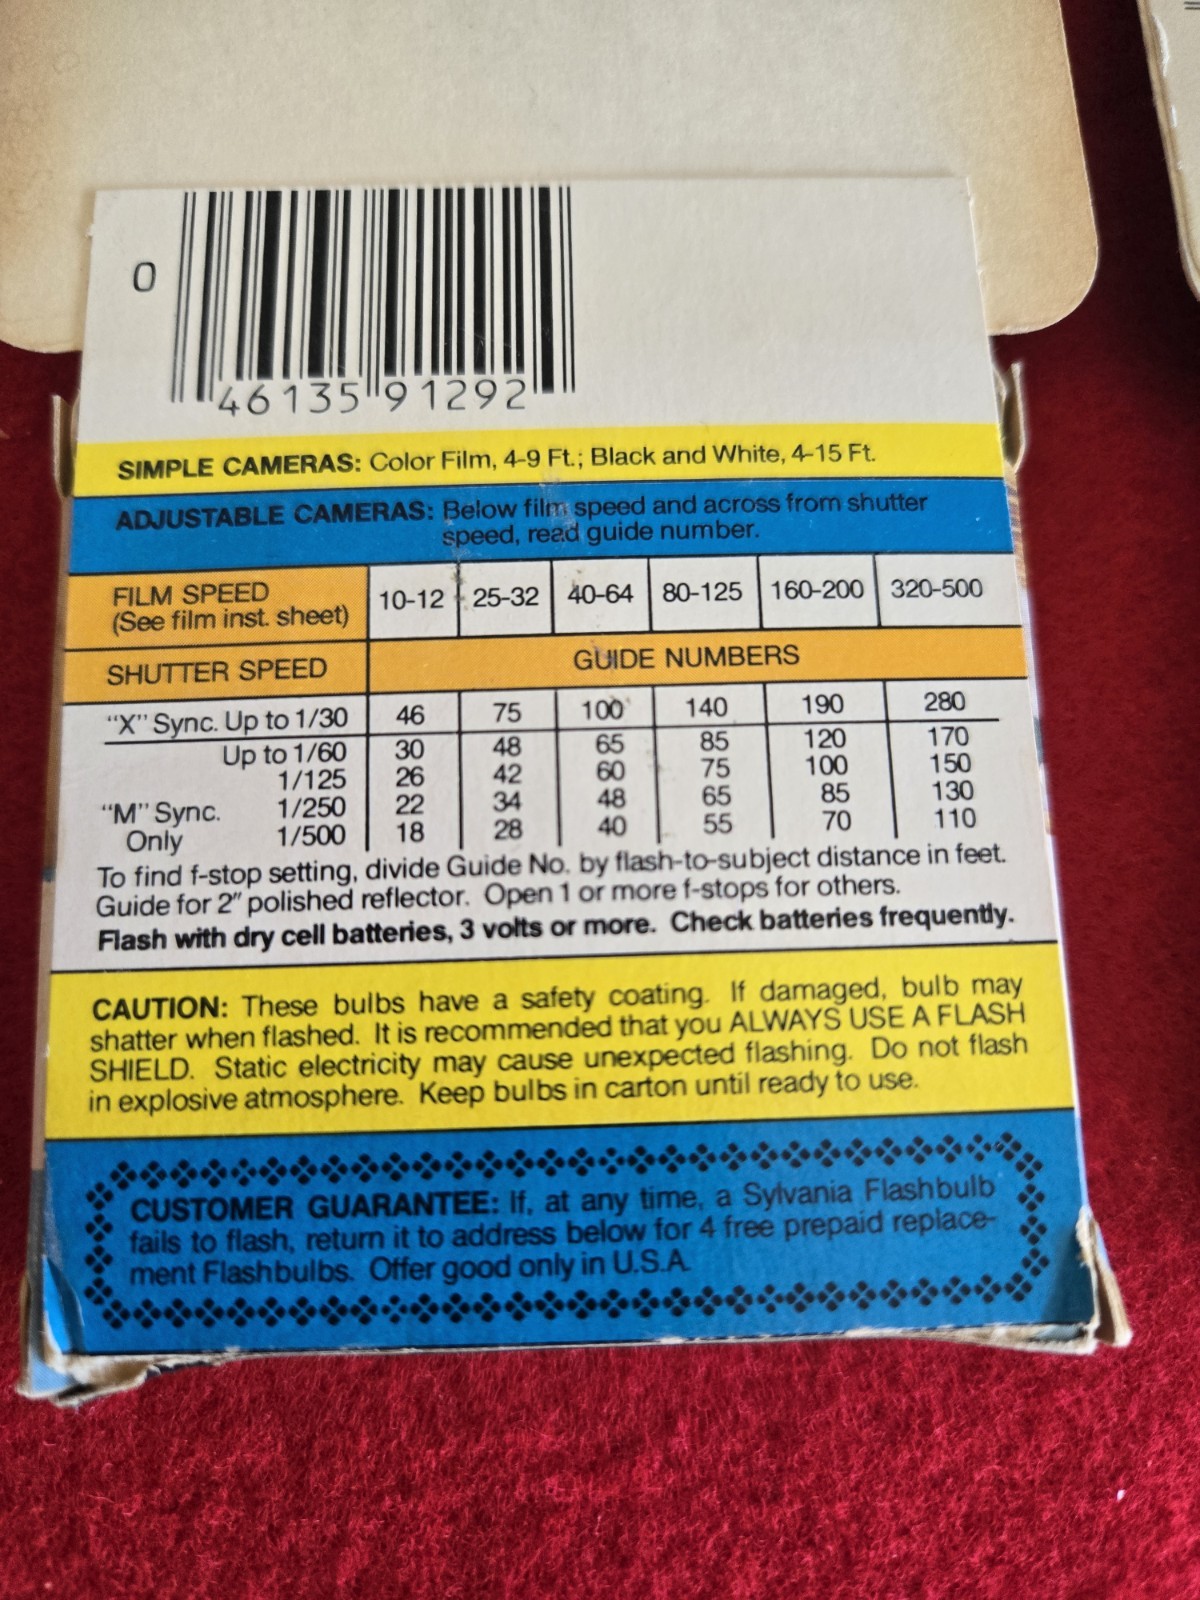 0
46135 91292
SIMPLE CAMERAS: Color Film, 4-9 Ft.; Black and White, 4-15 Ft.
ADJUSTABLE CAMERAS: Below film speed and across from shutter
speed, read guide number.
FILM SPEED
(See film inst. sheet) 10-12 25-32 40-64 80-125 160-200 320-500
SHUTTER SPEED GUIDE NUMBERS
"X" Sync. Up to 1/30 46 75 100 140 190 280
Up to 1/60 30 48 65 85 120 170
1/125 26 42 60 75 100 150
"M" Sync. 1/250 22 34 48 65 85 130
Only 1/500 18 28 40 55 70 110
To find f-stop setting, divide Guide No. by flash-to-subject distance in feet.
Guide for 2" polished reflector. Open 1 or more f-stops for others.
Flash with dry cell batteries, 3 volts or more. Check batteries frequently.
CAUTION: These bulbs have a safety coating. If damaged, bulb may
shatter when flashed. It is recommended that you ALWAYS USE A FLASH
SHIELD. Static electricity may cause unexpected flashing. Do not flash
in explosive atmosphere. Keep bulbs in carton until ready to use.
CUSTOMER GUARANTEE: If, at any time, a Sylvania Flashbulb
fails to flash, return it to address below for 4 free prepaid replace-
ment Flashbulbs. Offer good only in U.S.A.